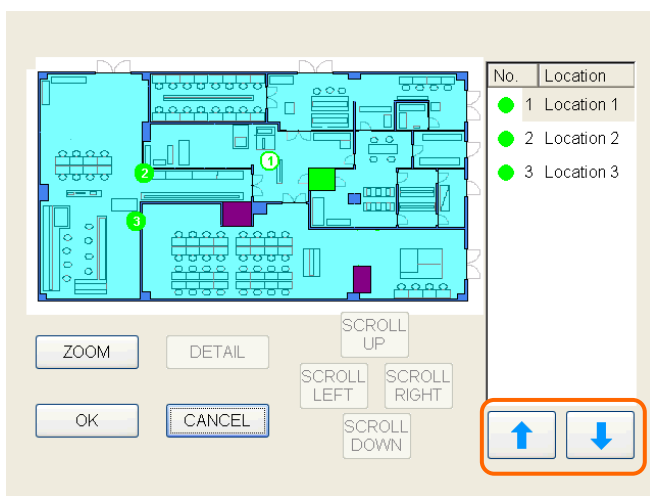 No. Location
1 Location 1
2 Location 2
3 Location 3
1
2
3
ZOOM
DETAIL
SCROLL
UP
SCROLL
LEFT
SCROLL
RIGHT
OK
CANCEL
SCROLL
DOWN